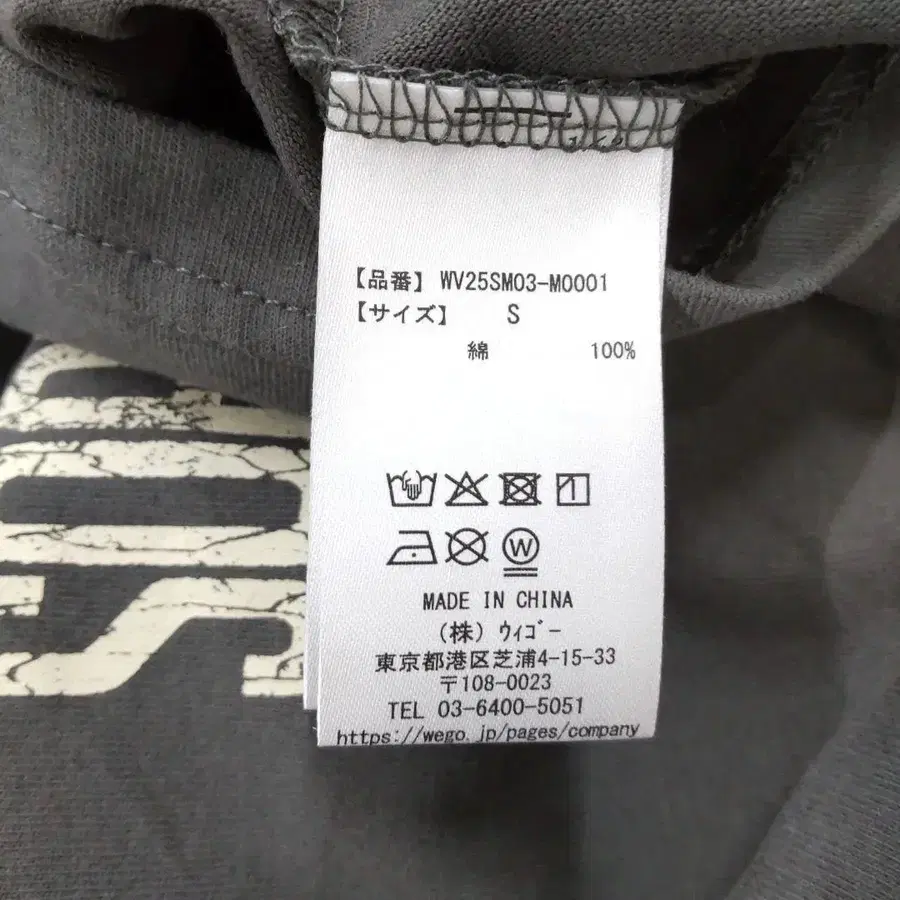 【品番】 WV25SM03-M0001
【サイズ】 S
綿 100%
MADE IN CHINA
(株) ウィゴー
東京都港区芝浦4-15-33
〒108-0023
TEL 03-6400-5051
https://wego.jp/pages/company